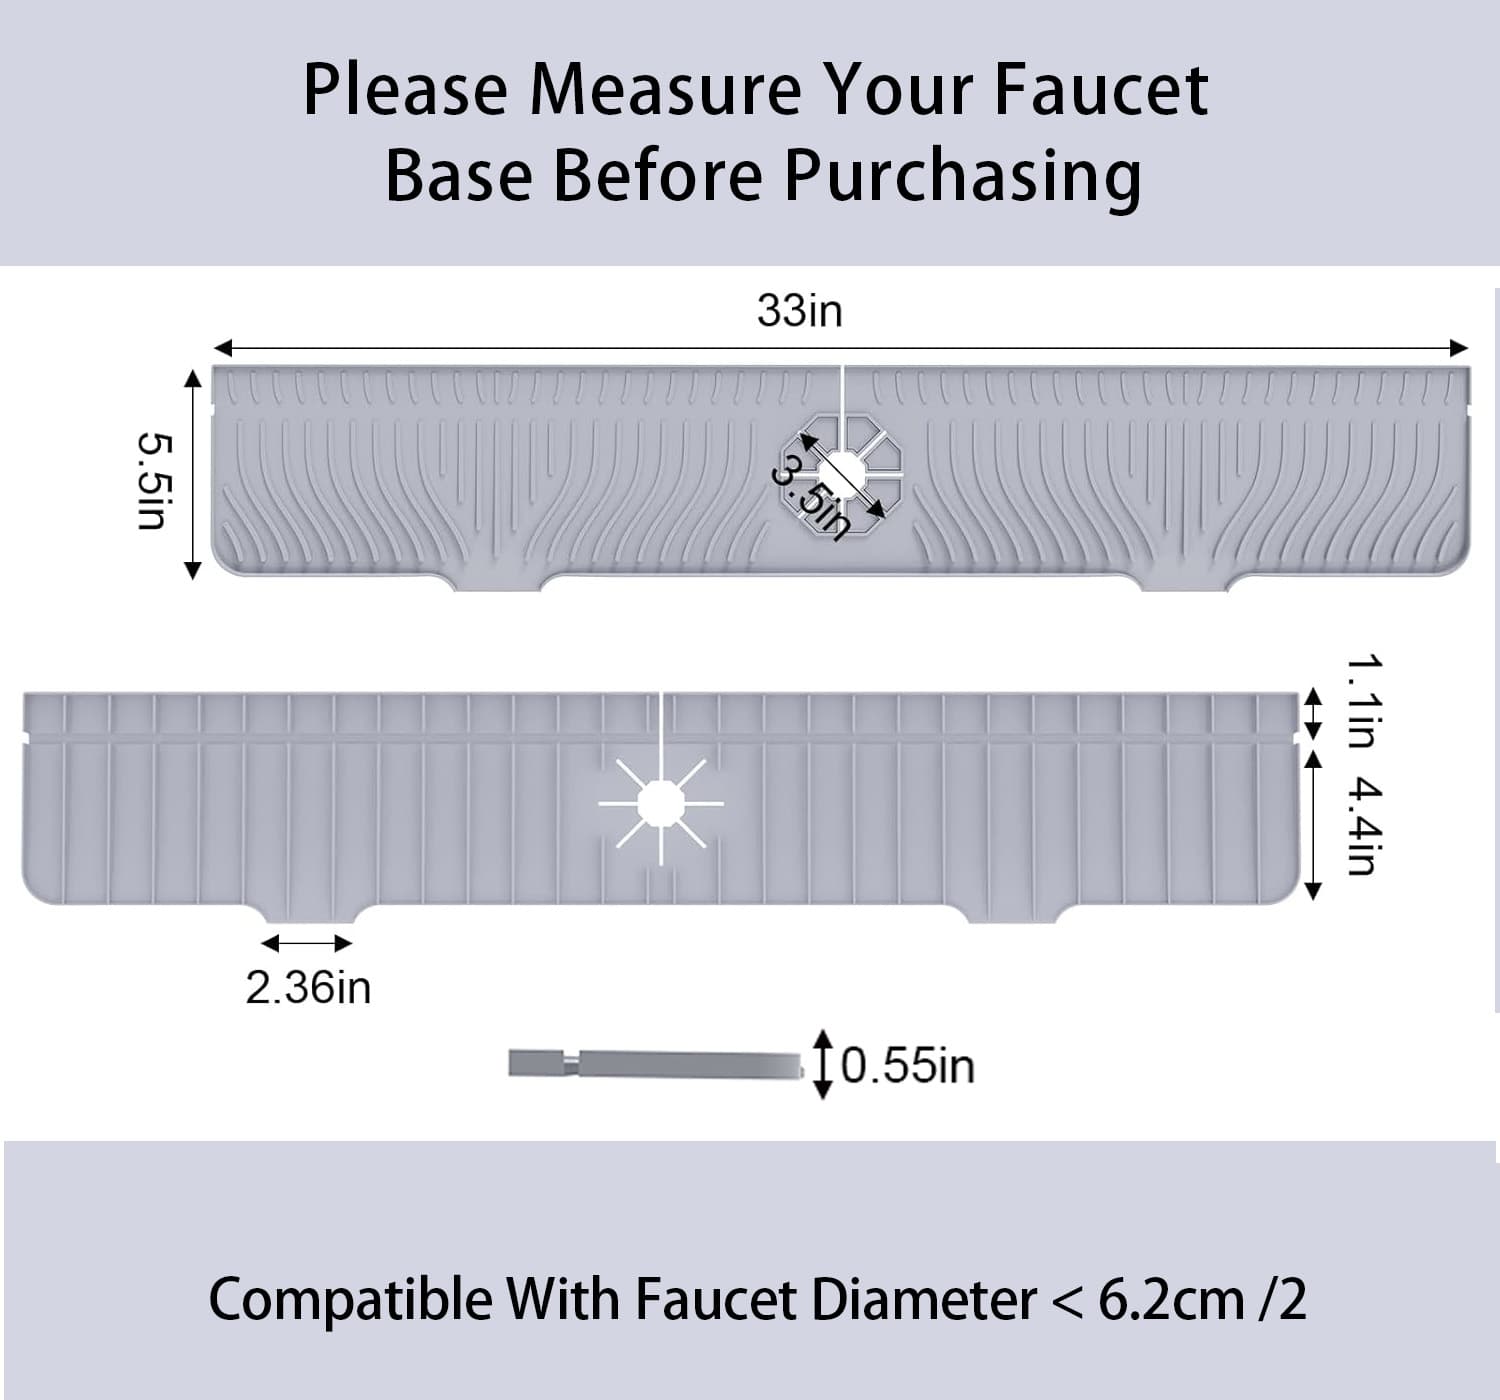 Please Measure Your Faucet
Base Before Purchasing
33in
5.5in
3.5in
1.1in
4.4in
2.36in
0.55in
Compatible With Faucet Diameter < 6.2cm /2